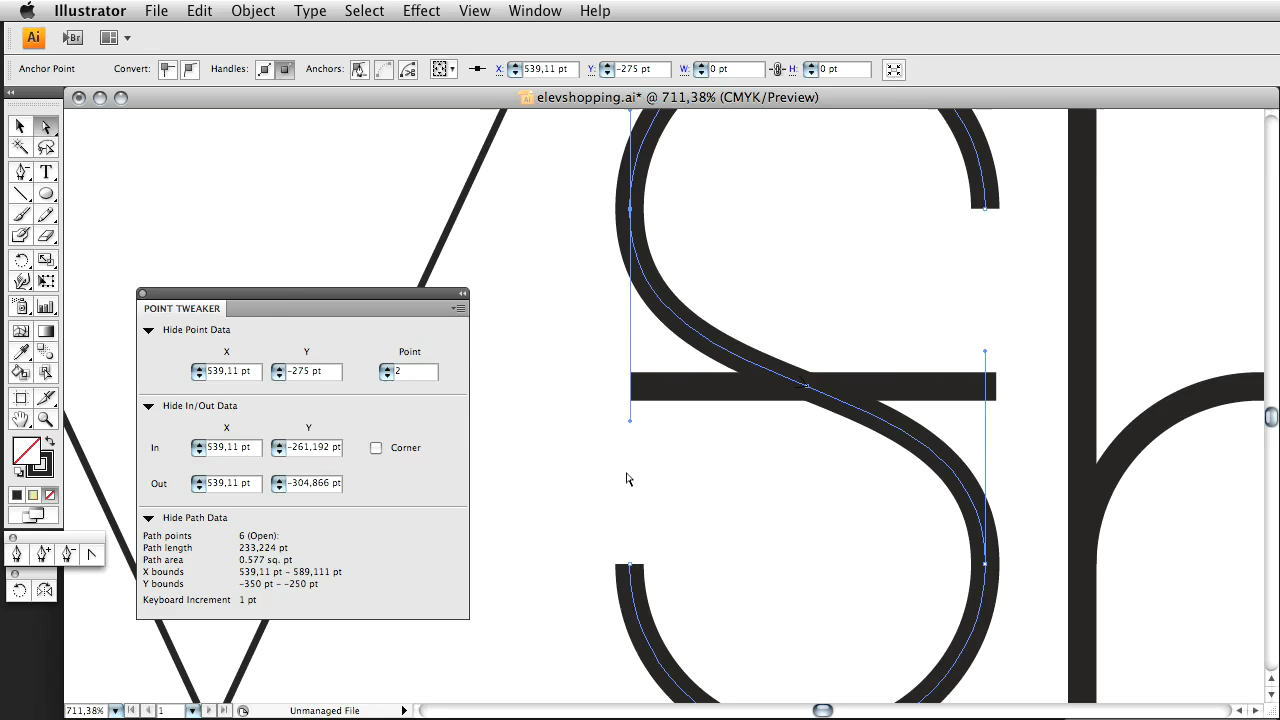 Illustrator File Edit Object Type Select Effect View Window Help
Ai Br
Anchor Point Convert: Handles: Anchors: X: 539,11 pt Y: -275 pt W: 0 pt H: 0 pt
elevshopping.ai* @ 711,38% (CMYK/Preview)
T
POINT TWEAKER
Hide Point Data
X Y Point
539,11 pt -275 pt 2
Hide In/Out Data
X Y
In 539,11 pt -261,192 pt Corner
Out 539,11 pt -304,866 pt
Hide Path Data
Path points 6 (Open):
Path length 233,224 pt
Path area 0.577 sq. pt
X bounds 539,11 pt - 589,111 pt
Y bounds -350 pt - -250 pt
Keyboard Increment 1 pt
711,38% 1 Unmanaged File